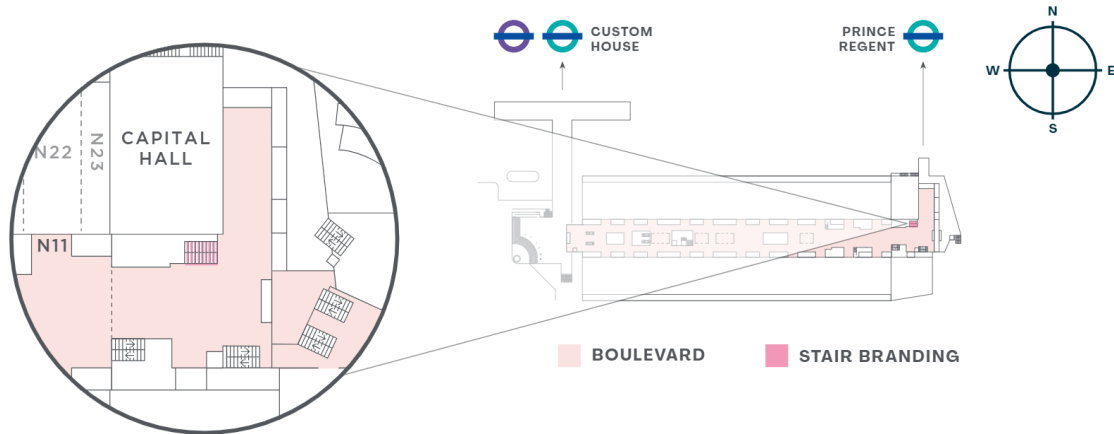 CUSTOM
HOUSE
PRINCE
REGENT
N
W
E
S
N22
N23
CAPITAL
HALL
N11
BOULEVARD
STAIR BRANDING